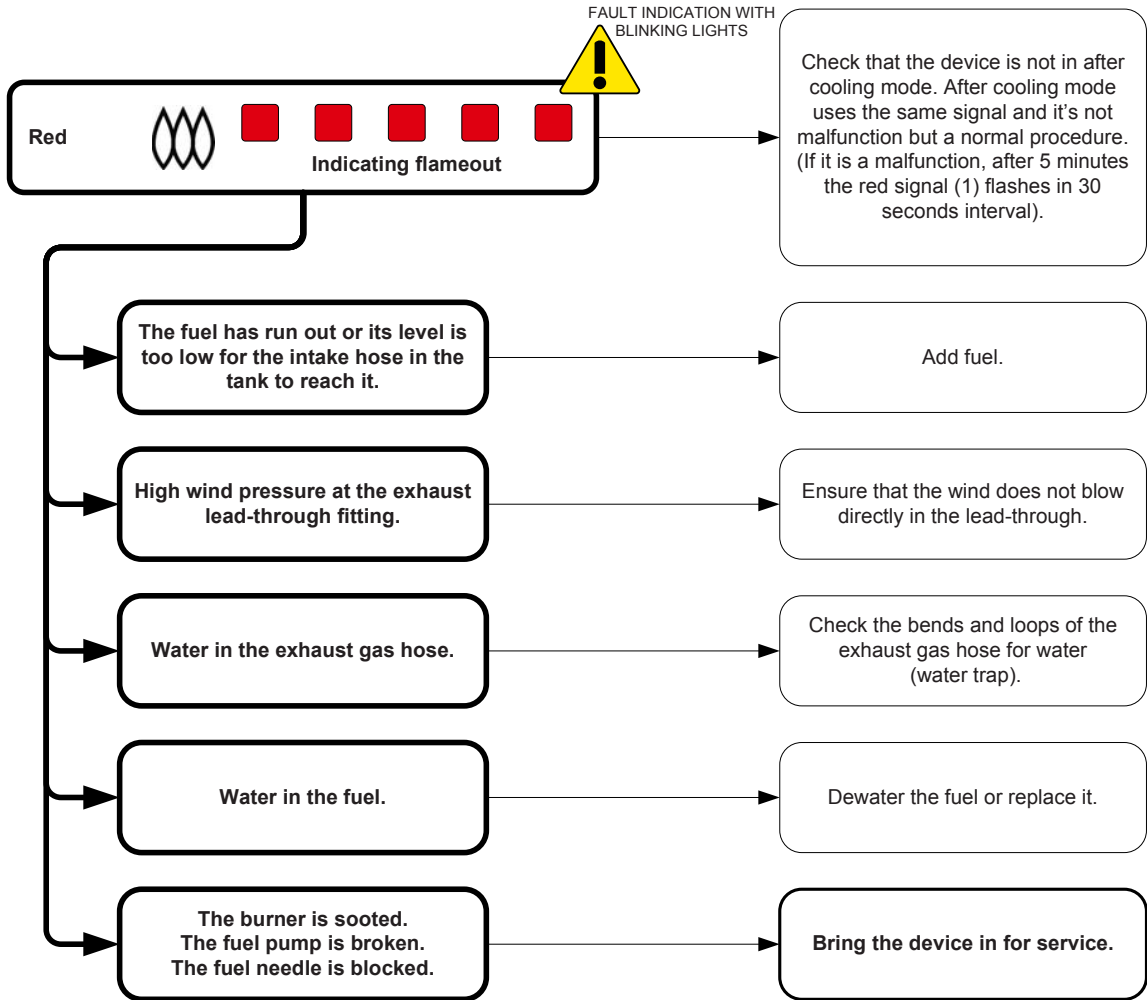 FAULT INDICATION WITH
BLINKING LIGHTS
Red
Indicating flameout
Check that the device is not in after
cooling mode. After cooling mode
uses the same signal and it's not
malfunction but a normal procedure.
(If it is a malfunction, after 5 minutes
the red signal (1) flashes in 30
seconds interval).
The fuel has run out or its level is
too low for the intake hose in the
tank to reach it.
Add fuel.
High wind pressure at the exhaust
lead-through fitting.
Ensure that the wind does not blow
directly in the lead-through.
Water in the exhaust gas hose.
Check the bends and loops of the
exhaust gas hose for water
(water trap).
Water in the fuel.
Dewater the fuel or replace it.
The burner is sooted.
The fuel pump is broken.
The fuel needle is blocked.
Bring the device in for service.